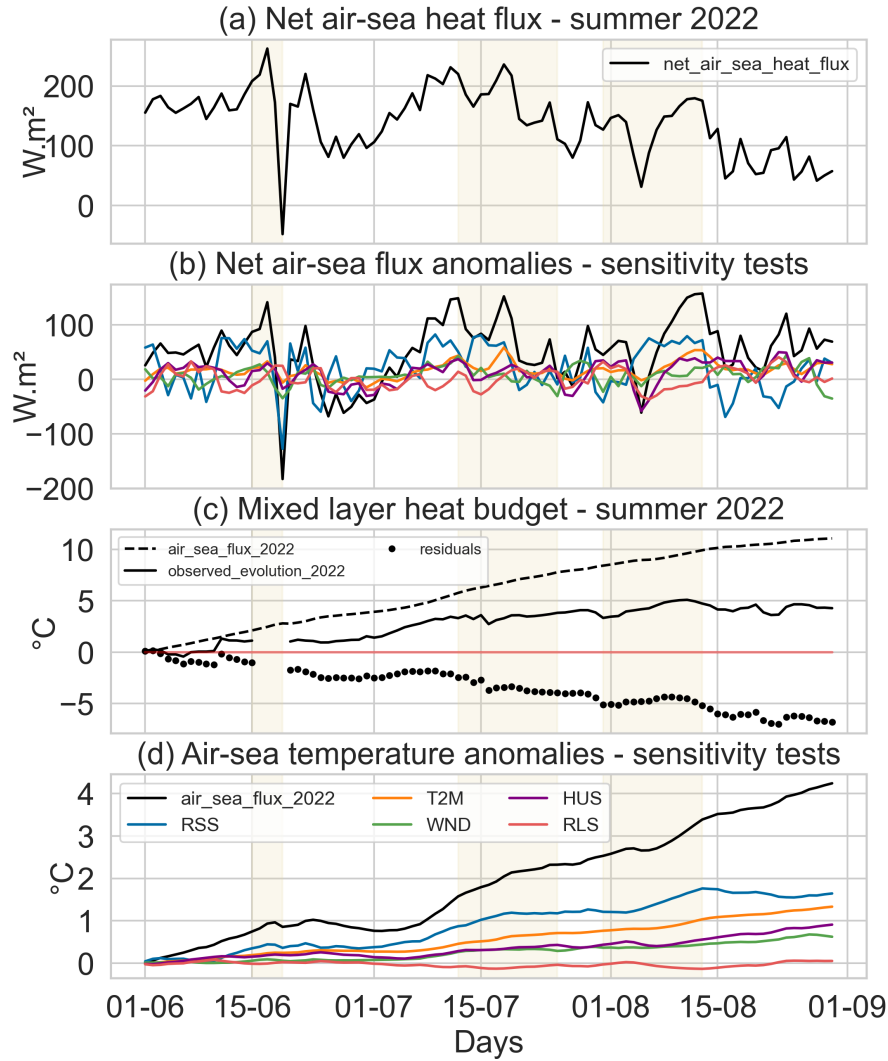 (a) Net air-sea heat flux - summer 2022
net_air_sea_heat_flux
W.m²
200
100
0
(b) Net air-sea flux anomalies - sensitivity tests
W.m²
100
0
−100
−200
(c) Mixed layer heat budget - summer 2022
air_sea_flux_2022
observed_evolution_2022
residuals
°C
10
5
0
−5
(d) Air-sea temperature anomalies - sensitivity tests
air_sea_flux_2022
RSS
T2M
WND
HUS
RLS
°C
4
3
2
1
0
01-06 15-06 01-07 15-07 01-08 15-08 01-09
Days